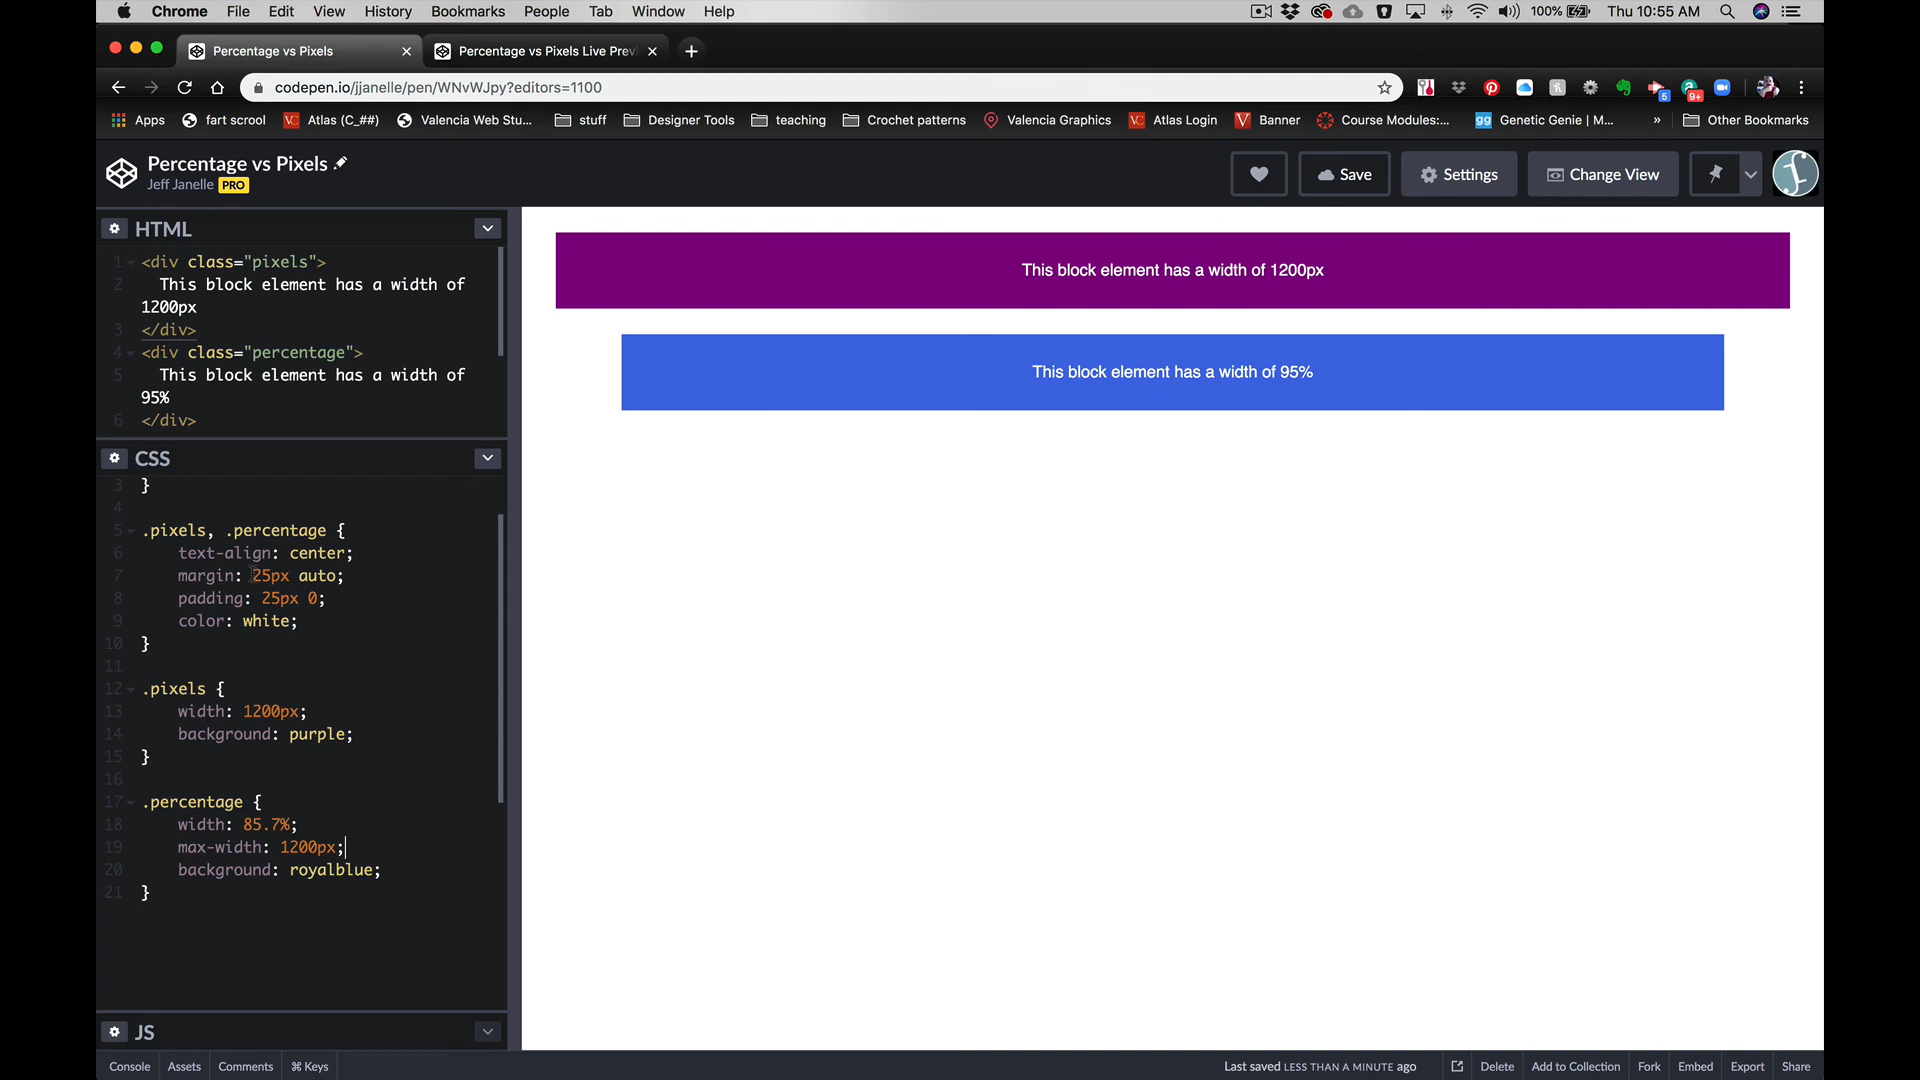 Chrome File Edit View History Bookmarks People Tab Window Help 100% Thu 10:55 AM
Percentage vs Pixels Percentage vs Pixels Live Prev
codepen.io/jjanelle/pen/WNvWJpy?editors=1100 5 9+
Apps fart scrool Atlas (C_##) Valencia Web Stu... stuff Designer Tools teaching Crochet patterns Valencia Graphics Atlas Login Banner Course Modules:... Genetic Genie | M... » Other Bookmarks
Percentage vs Pixels
Jeff Janelle PRO
Save Settings Change View
HTML
1 <div class="pixels">
2 This block element has a width of
1200px
3 </div>
4 <div class="percentage">
5 This block element has a width of
95%
6 </div>
CSS
3 }
4
5 .pixels, .percentage {
6 text-align: center;
7 margin: 25px auto;
8 padding: 25px 0;
9 color: white;
10 }
11
12 .pixels {
13 width: 1200px;
14 background: purple;
15 }
16
17 .percentage {
18 width: 85.7%;
19 max-width: 1200px;
20 background: royalblue;
21 }
JS
This block element has a width of 1200px
This block element has a width of 95%
Console Assets Comments ⌘ Keys Last saved LESS THAN A MINUTE ago Delete Add to Collection Fork Embed Export Share